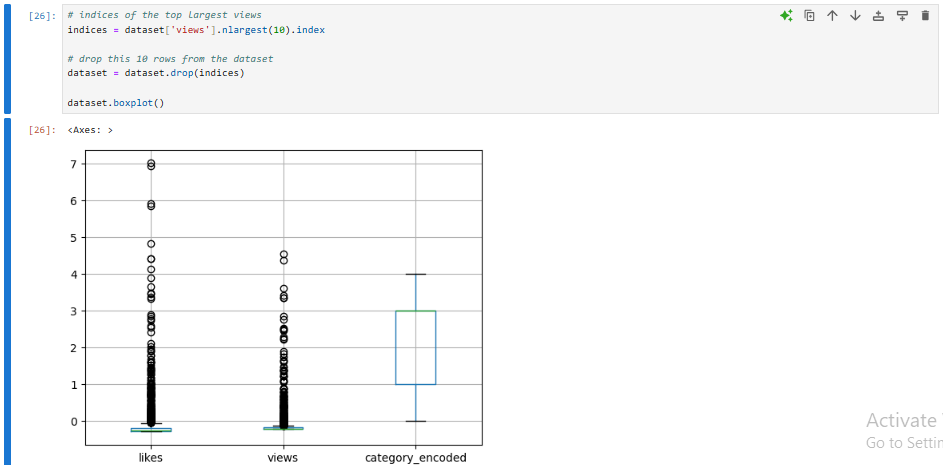 [26]:
# indices of the top largest views
indices = dataset['views'].nlargest(10).index
# drop this 10 rows from the dataset
dataset = dataset.drop(indices)
dataset.boxplot()
[26]:
<Axes: >
7
6
5
4
3
2
1
0
likes views category_encoded
Activate
Go to Settin